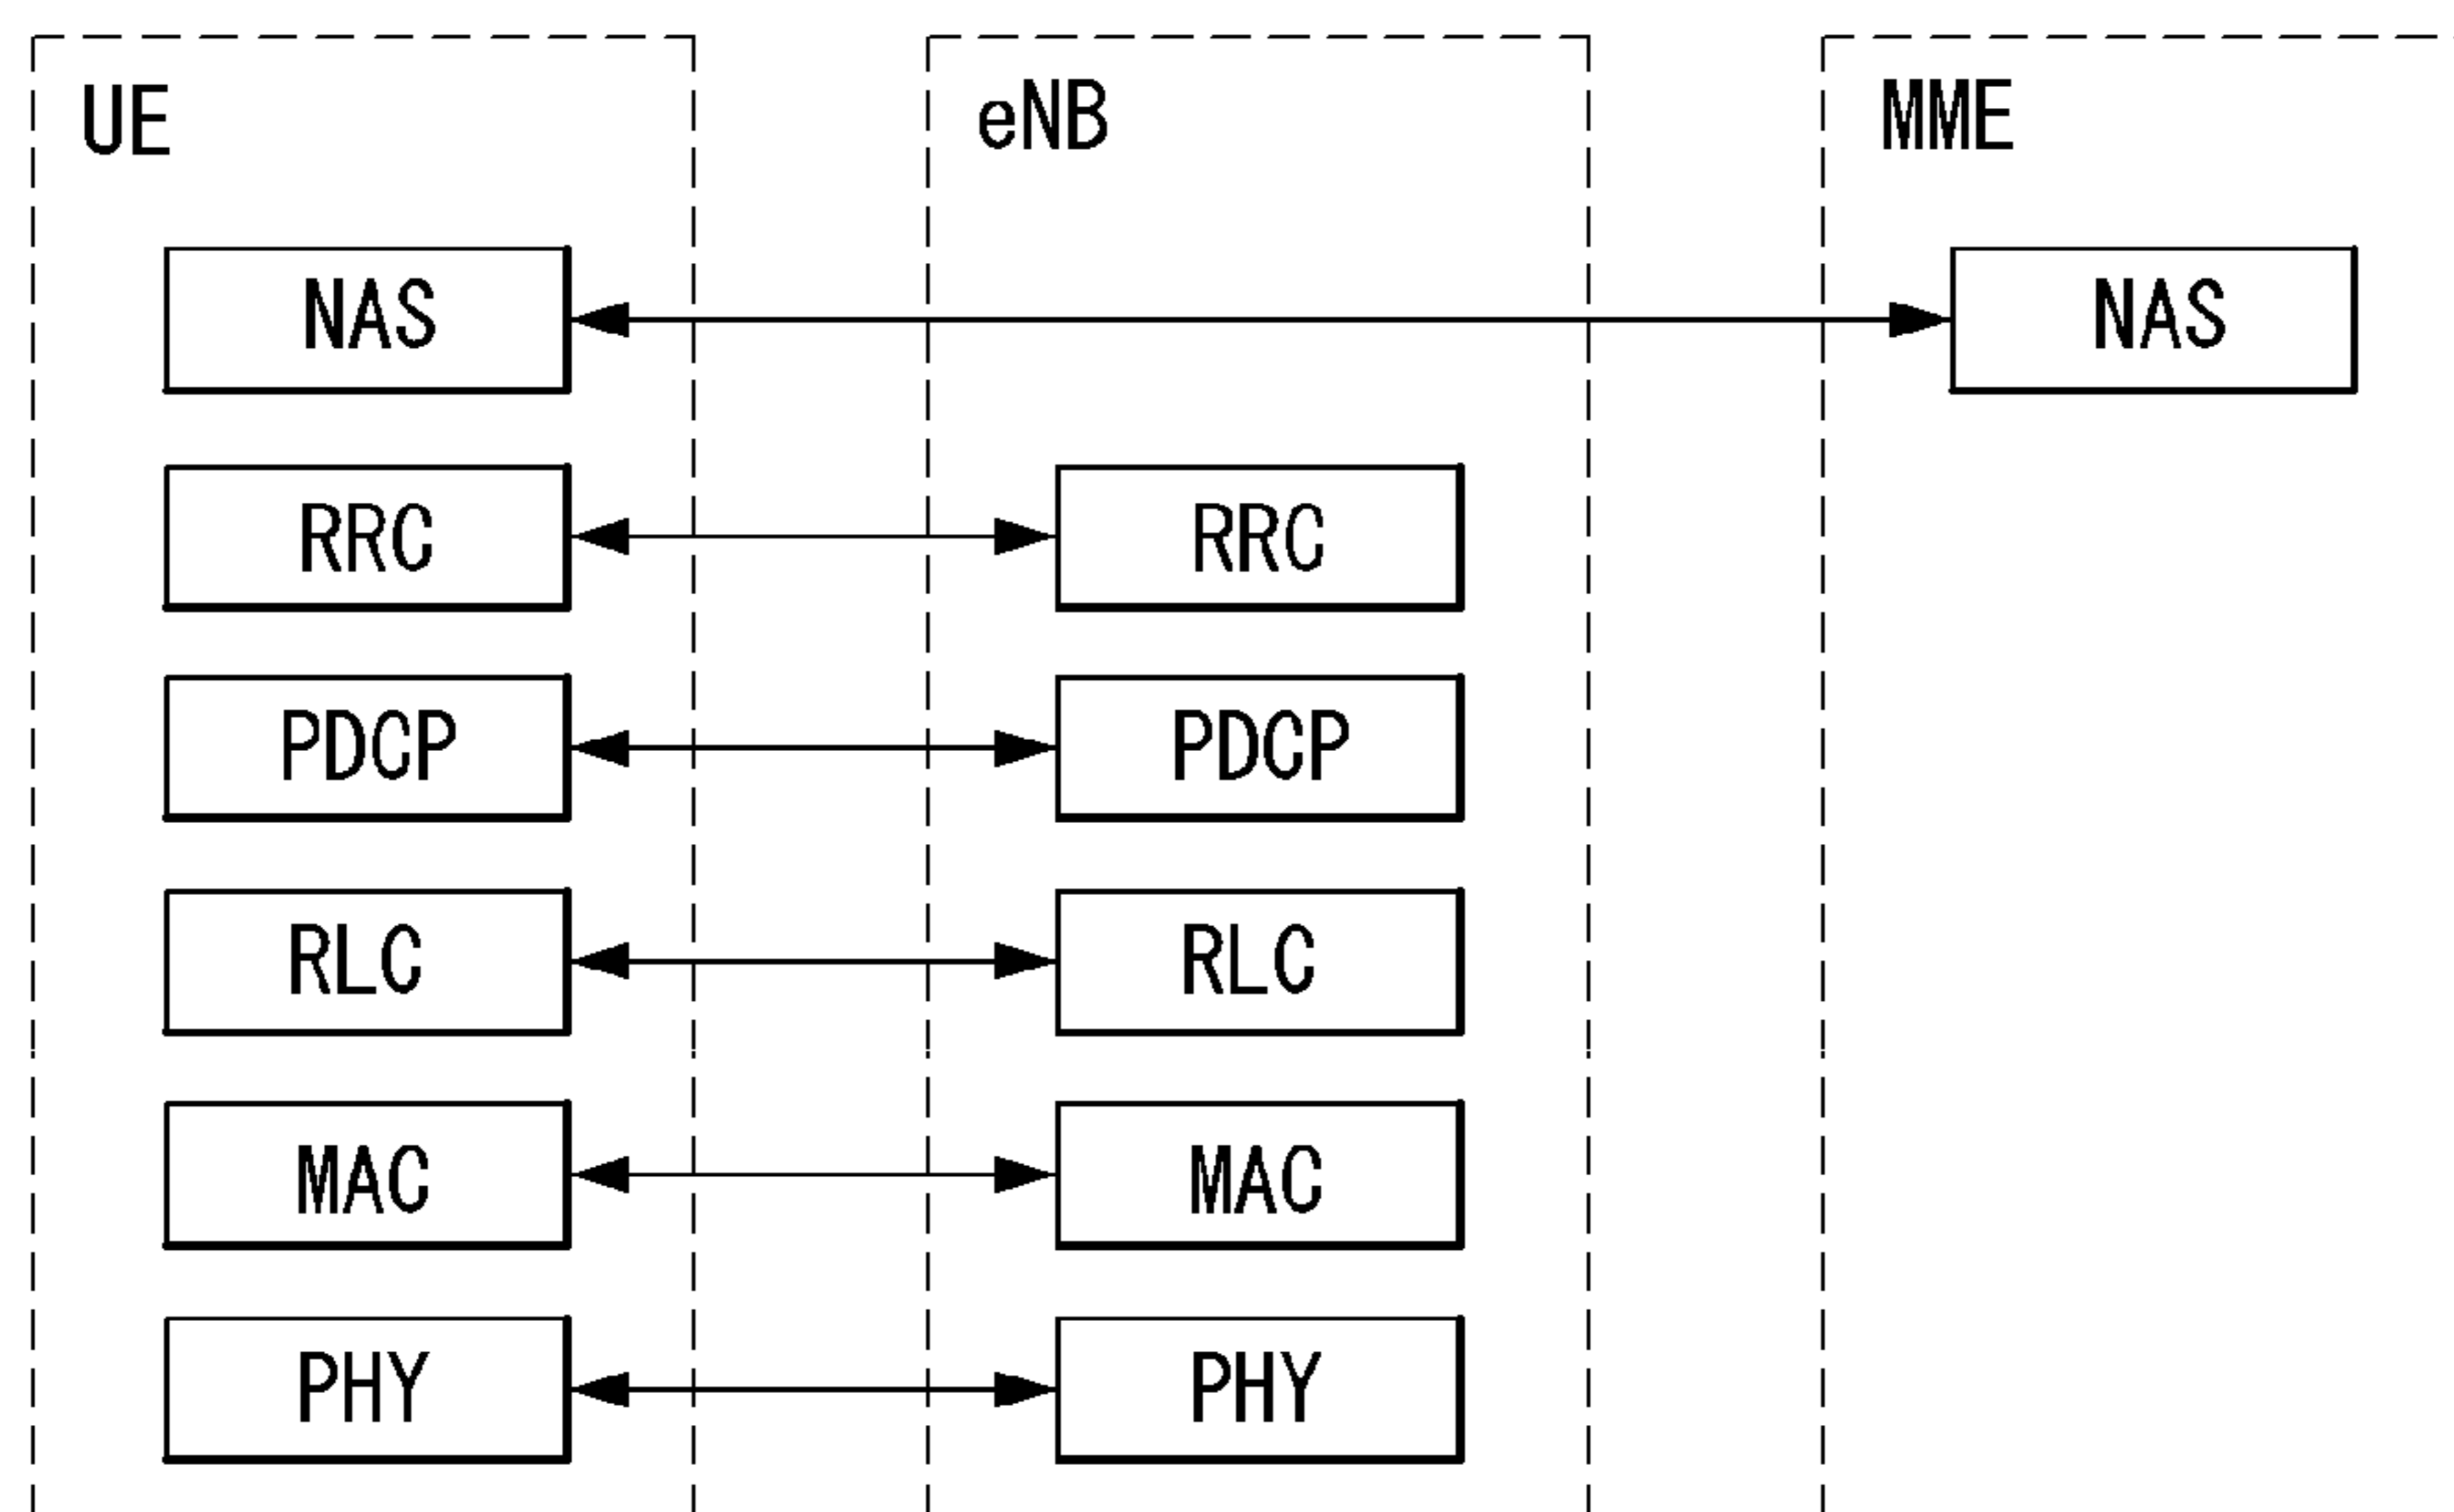 UE eNB MME
NAS NAS
RRC RRC
PDCP PDCP
RLC RLC
MAC MAC
PHY PHY